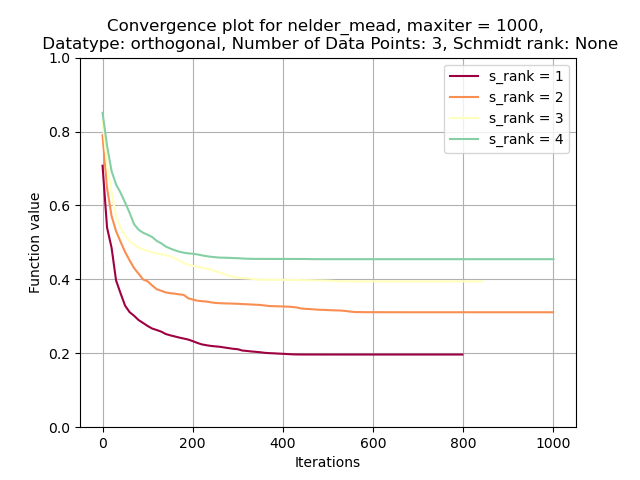 Convergence plot for nelder_mead, maxiter = 1000,
Datatype: orthogonal, Number of Data Points: 3, Schmidt rank: None
1.0
0.8
0.6
0.4
0.2
0.0
Function value
s_rank = 1
s_rank = 2
s_rank = 3
s_rank = 4
0 200 400 600 800 1000
Iterations